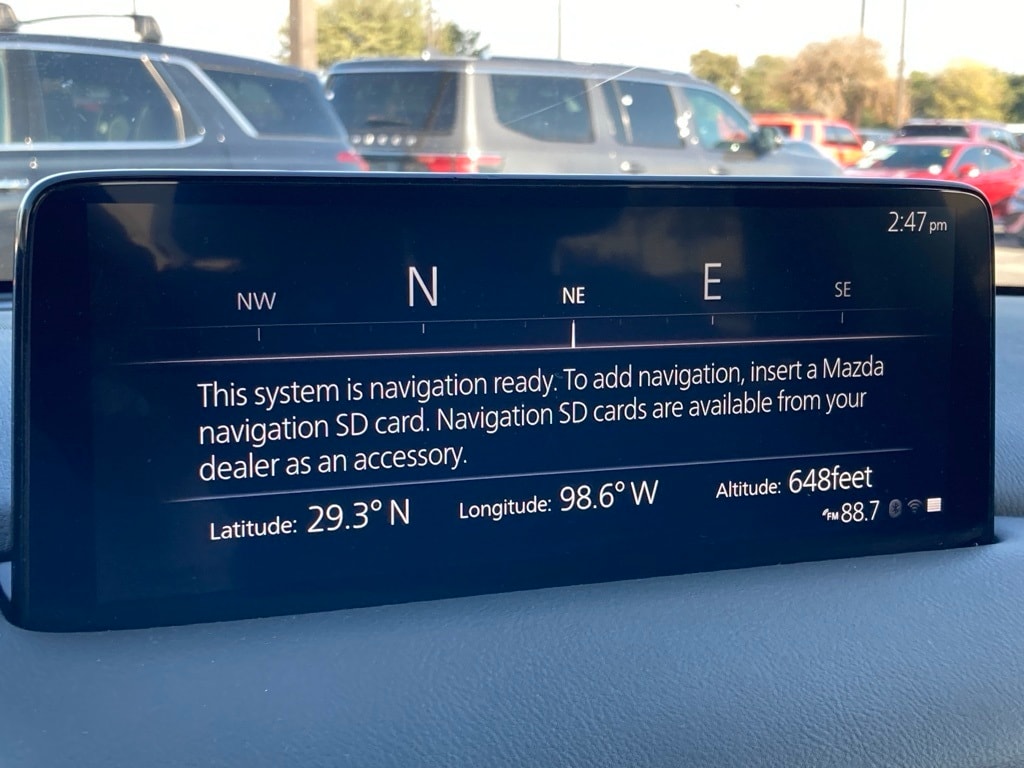 2:47 pm
NW N NE E SE
This system is navigation ready. To add navigation, insert a Mazda
navigation SD card. Navigation SD cards are available from your
dealer as an accessory.
Latitude: 29.3° N Longitude: 98.6° W Altitude: 648feet
FM 88.7